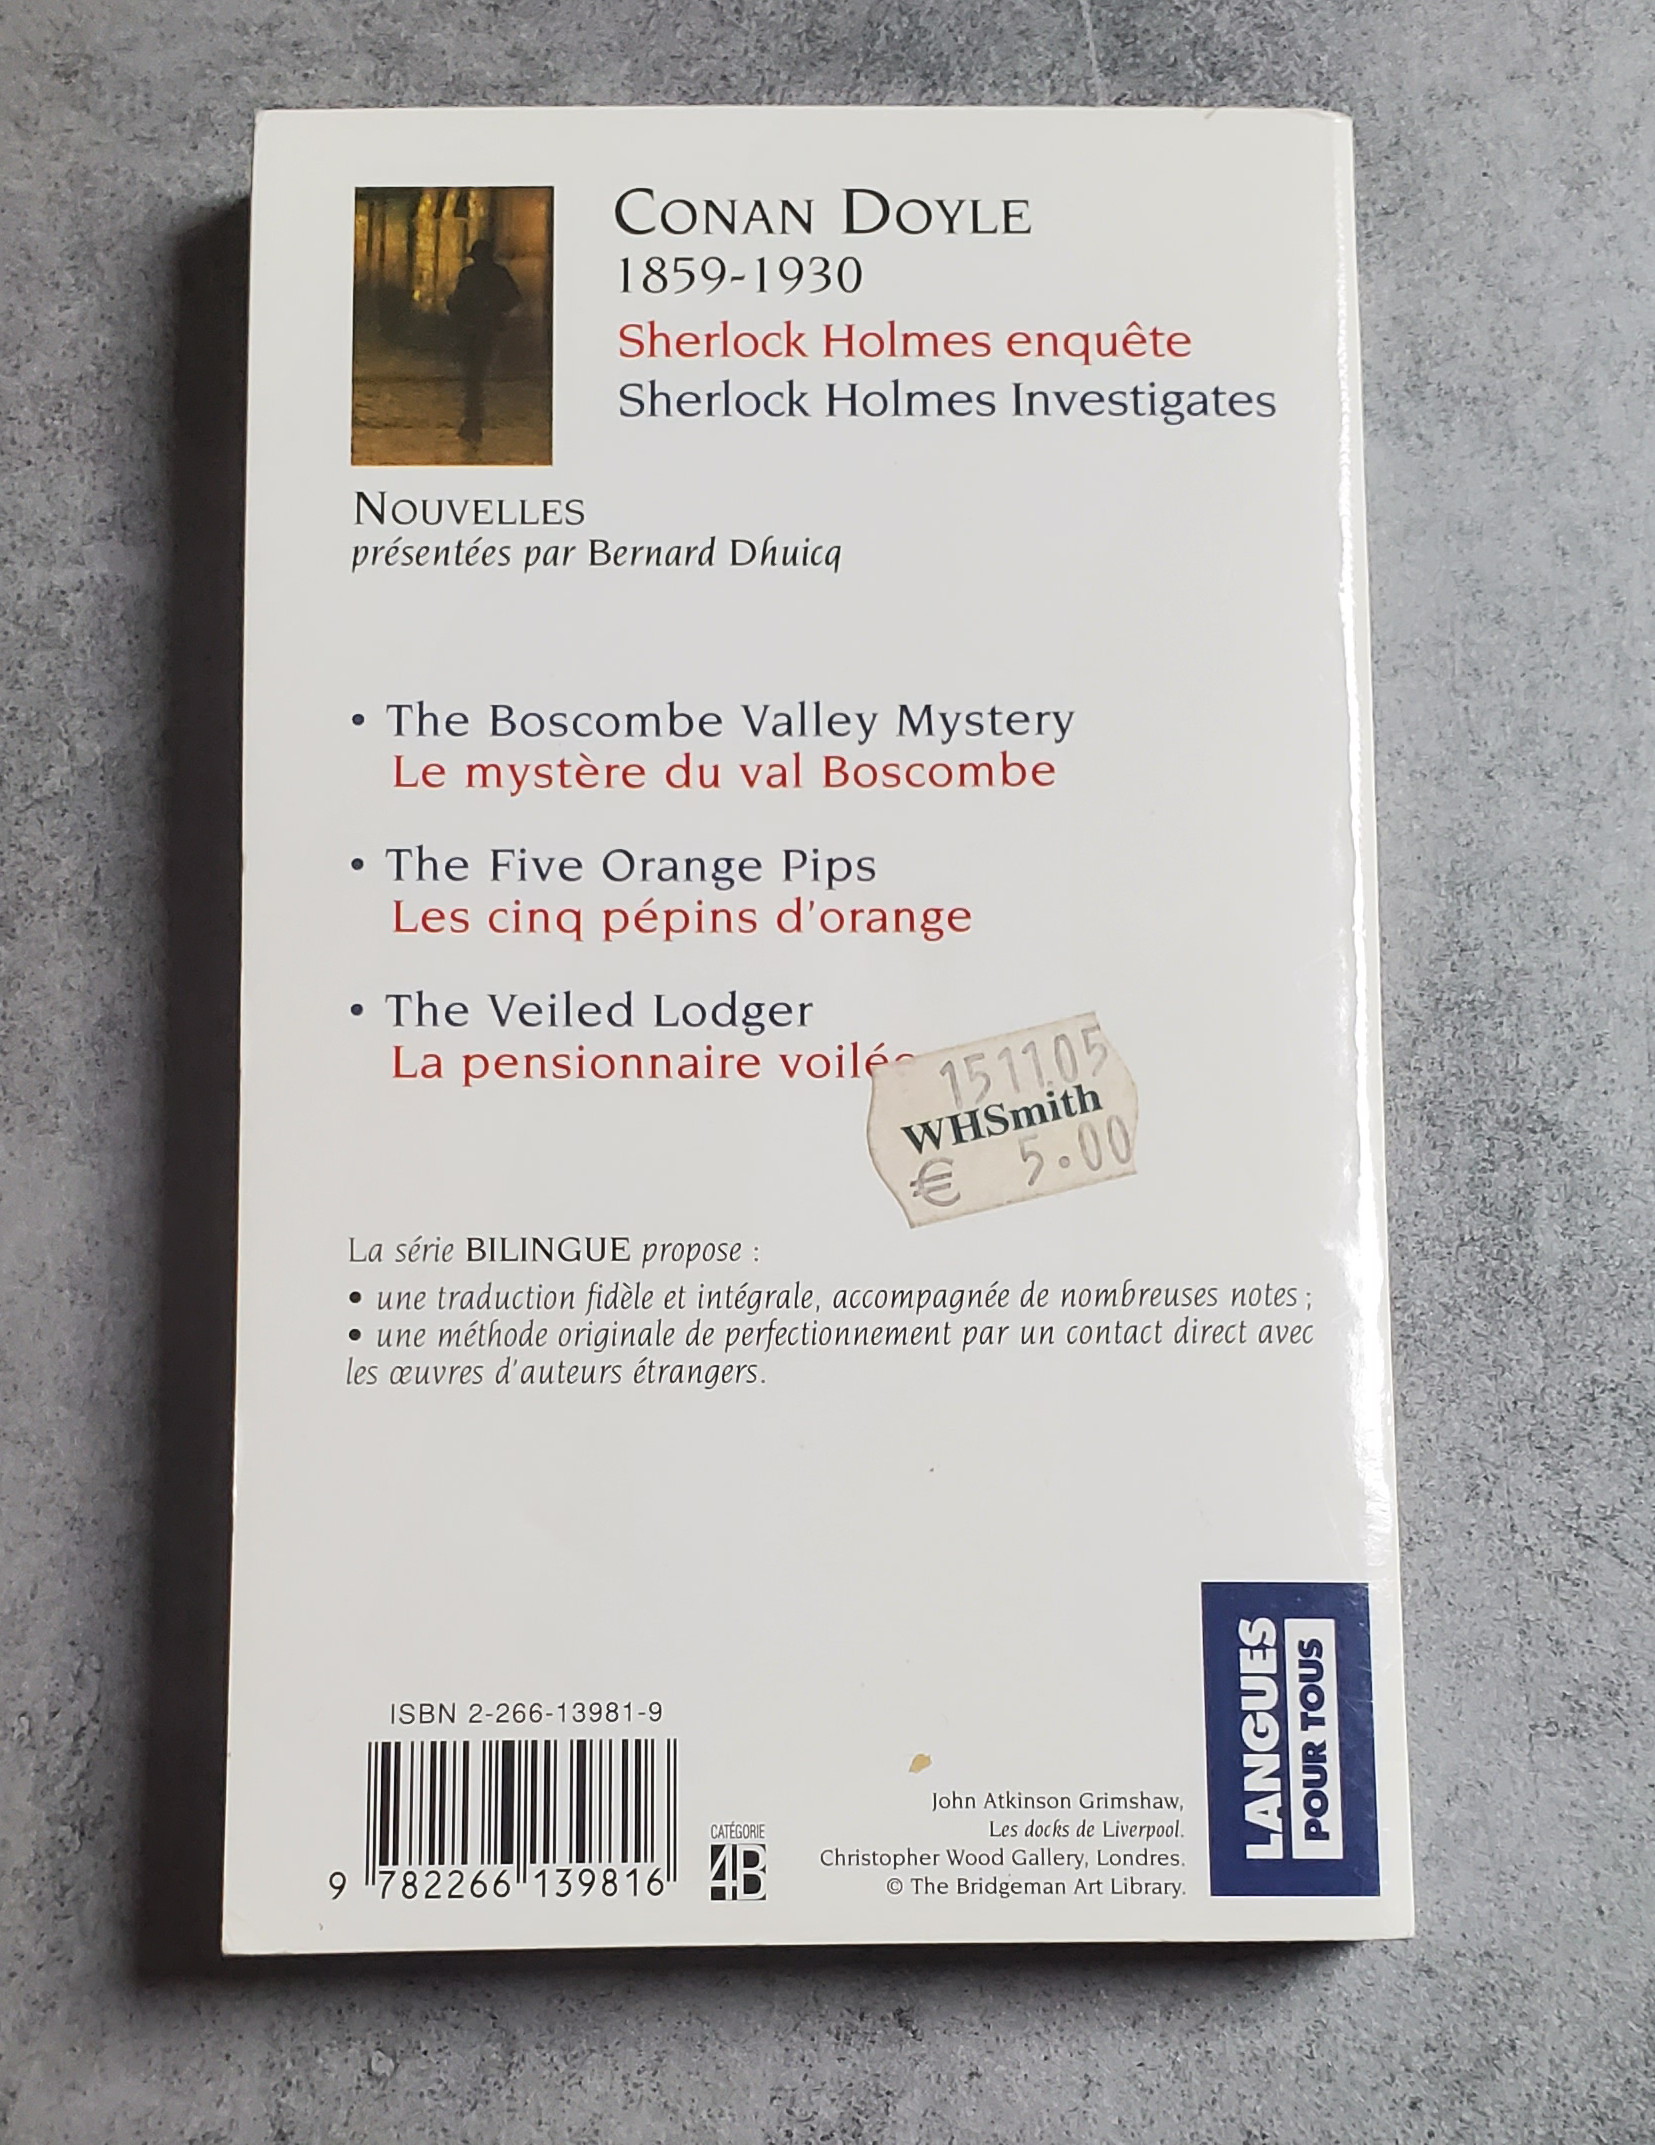 CONAN DOYLE
1859-1930
Sherlock Holmes enquête
Sherlock Holmes Investigates
NOUVELLES
présentées par Bernard Dhuicq
• The Boscombe Valley Mystery
Le mystère du val Boscombe
• The Five Orange Pips
Les cinq pépins d'orange
• The Veiled Lodger
La pensionnaire voilée
151105
WHSmith
€ 5.00
La série BILINGUE propose :
• une traduction fidèle et intégrale, accompagnée de nombreuses notes ;
• une méthode originale de perfectionnement par un contact direct avec
les œuvres d'auteurs étrangers.
ISBN 2-266-13981-9
9 782266 139816
CATÉGORIE
4B
John Atkinson Grimshaw,
Les docks de Liverpool.
Christopher Wood Gallery, Londres.
© The Bridgeman Art Library.
LANGUES
POUR TOUS